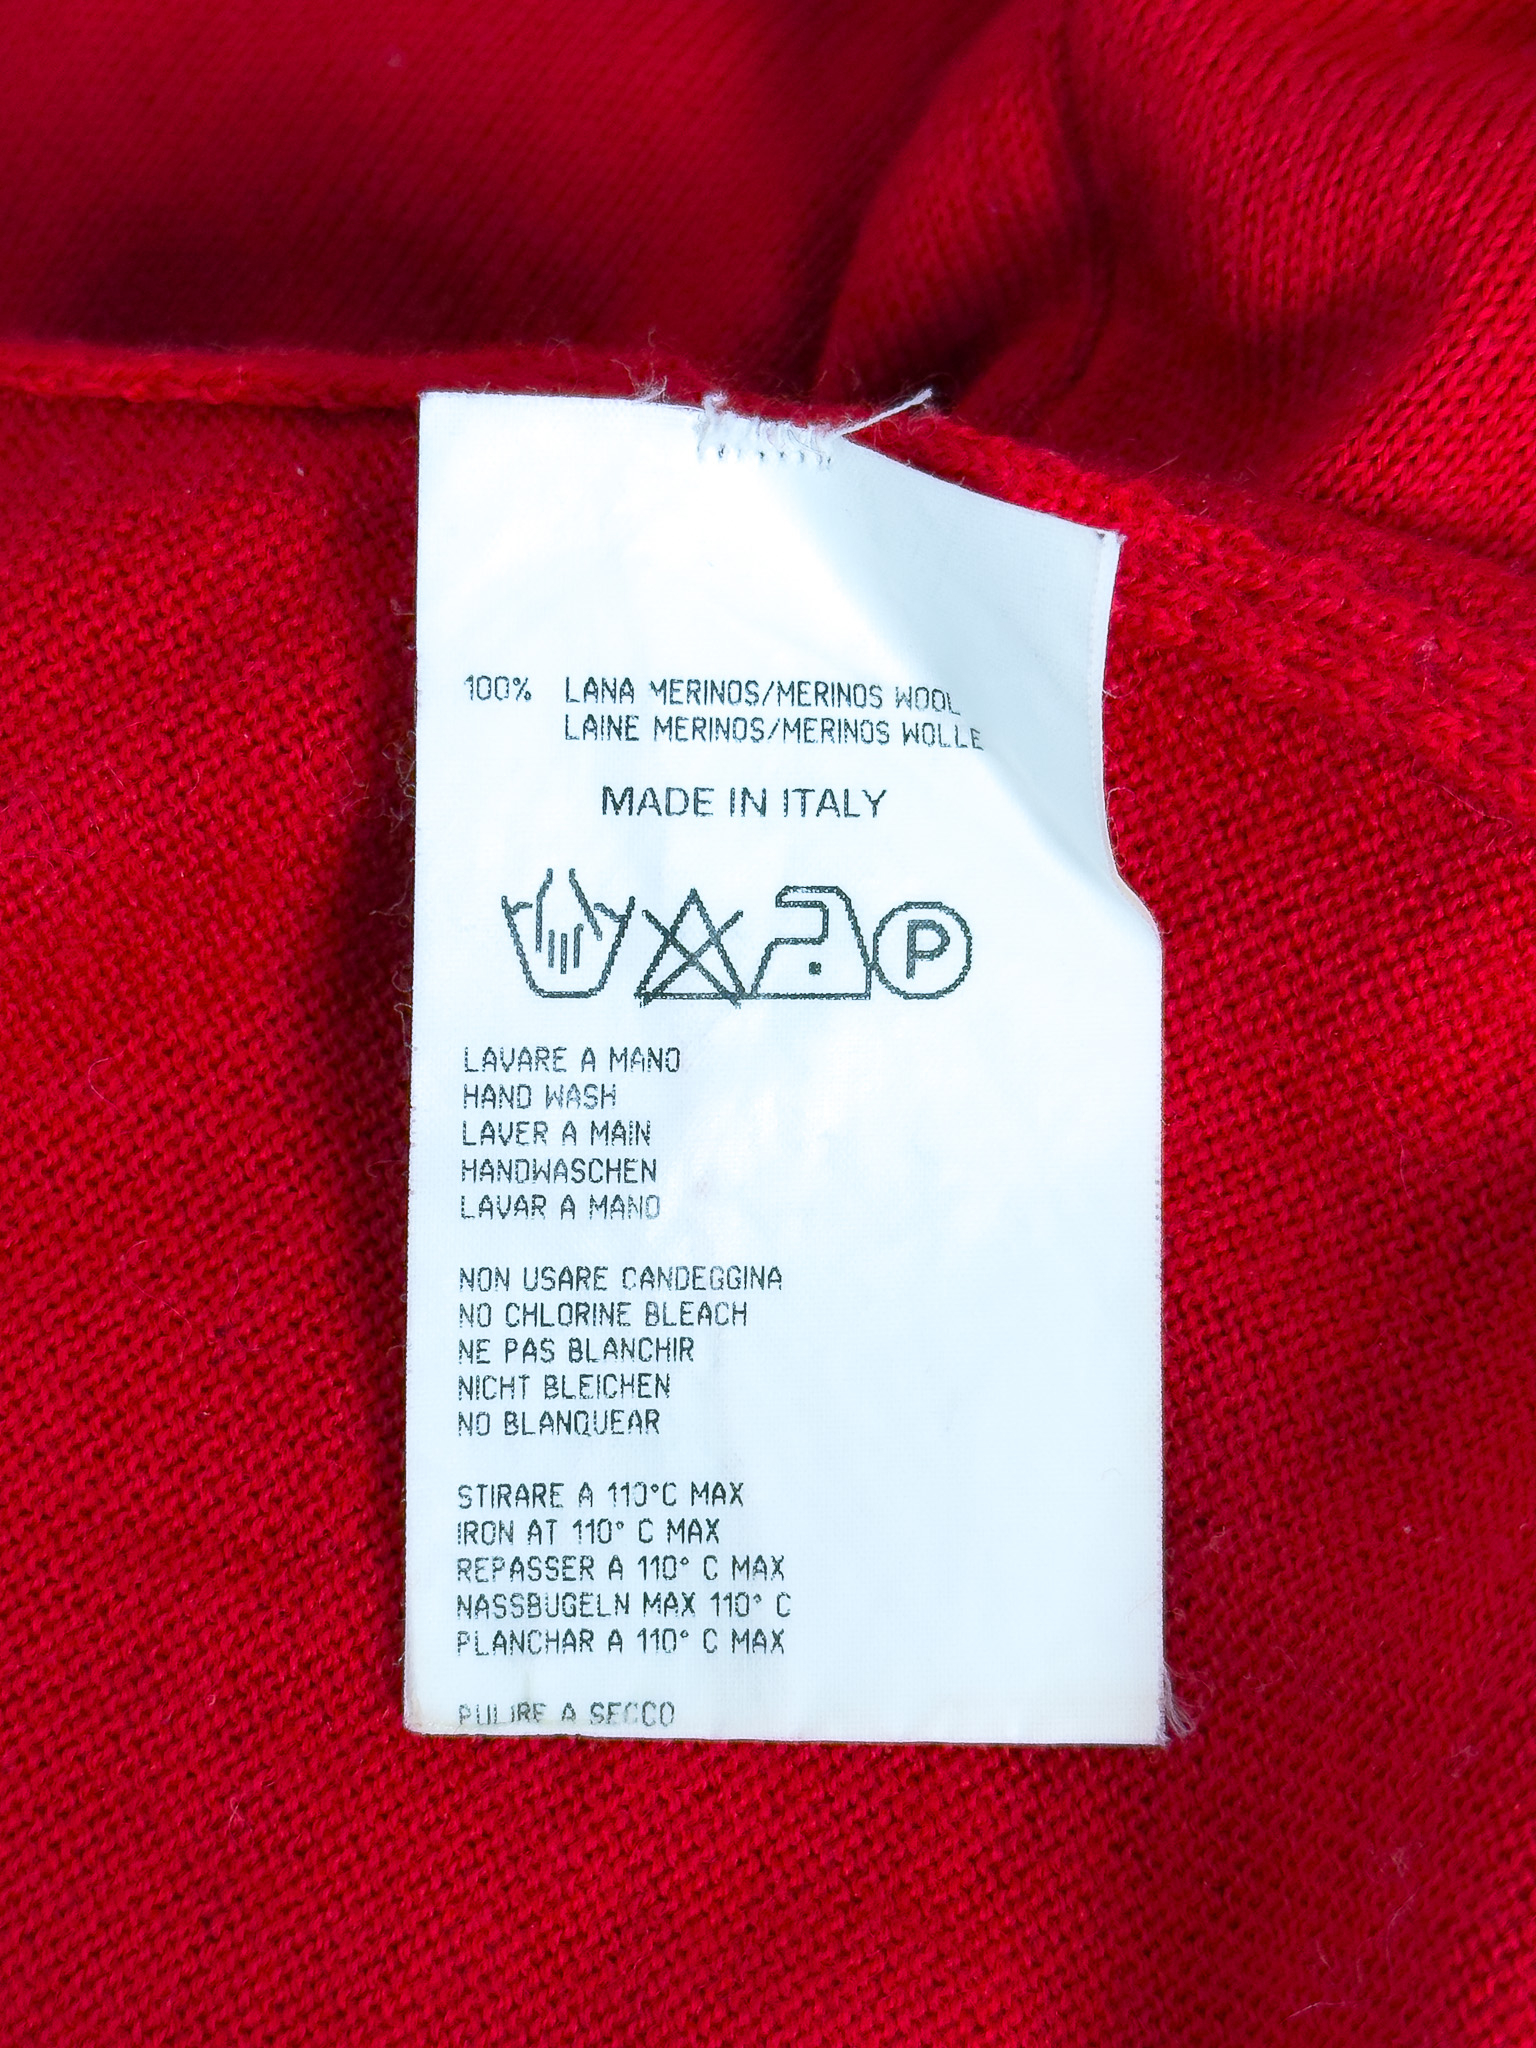 100% LANA MERINOS/MERINOS WOOL
LAINE MERINOS/MERINOS WOLLE
MADE IN ITALY
P
LAVARE A MANO
HAND WASH
LAVER A MAIN
HANDWASCHEN
LAVAR A MANO
NON USARE CANDEGGINA
NO CHLORINE BLEACH
NE PAS BLANCHIR
NICHT BLEICHEN
NO BLANQUEAR
STIRARE A 110°C MAX
IRON AT 110° C MAX
REPASSER A 110° C MAX
NASSBUGELN MAX 110° C
PLANCHAR A 110° C MAX
PULIRE A SECCO